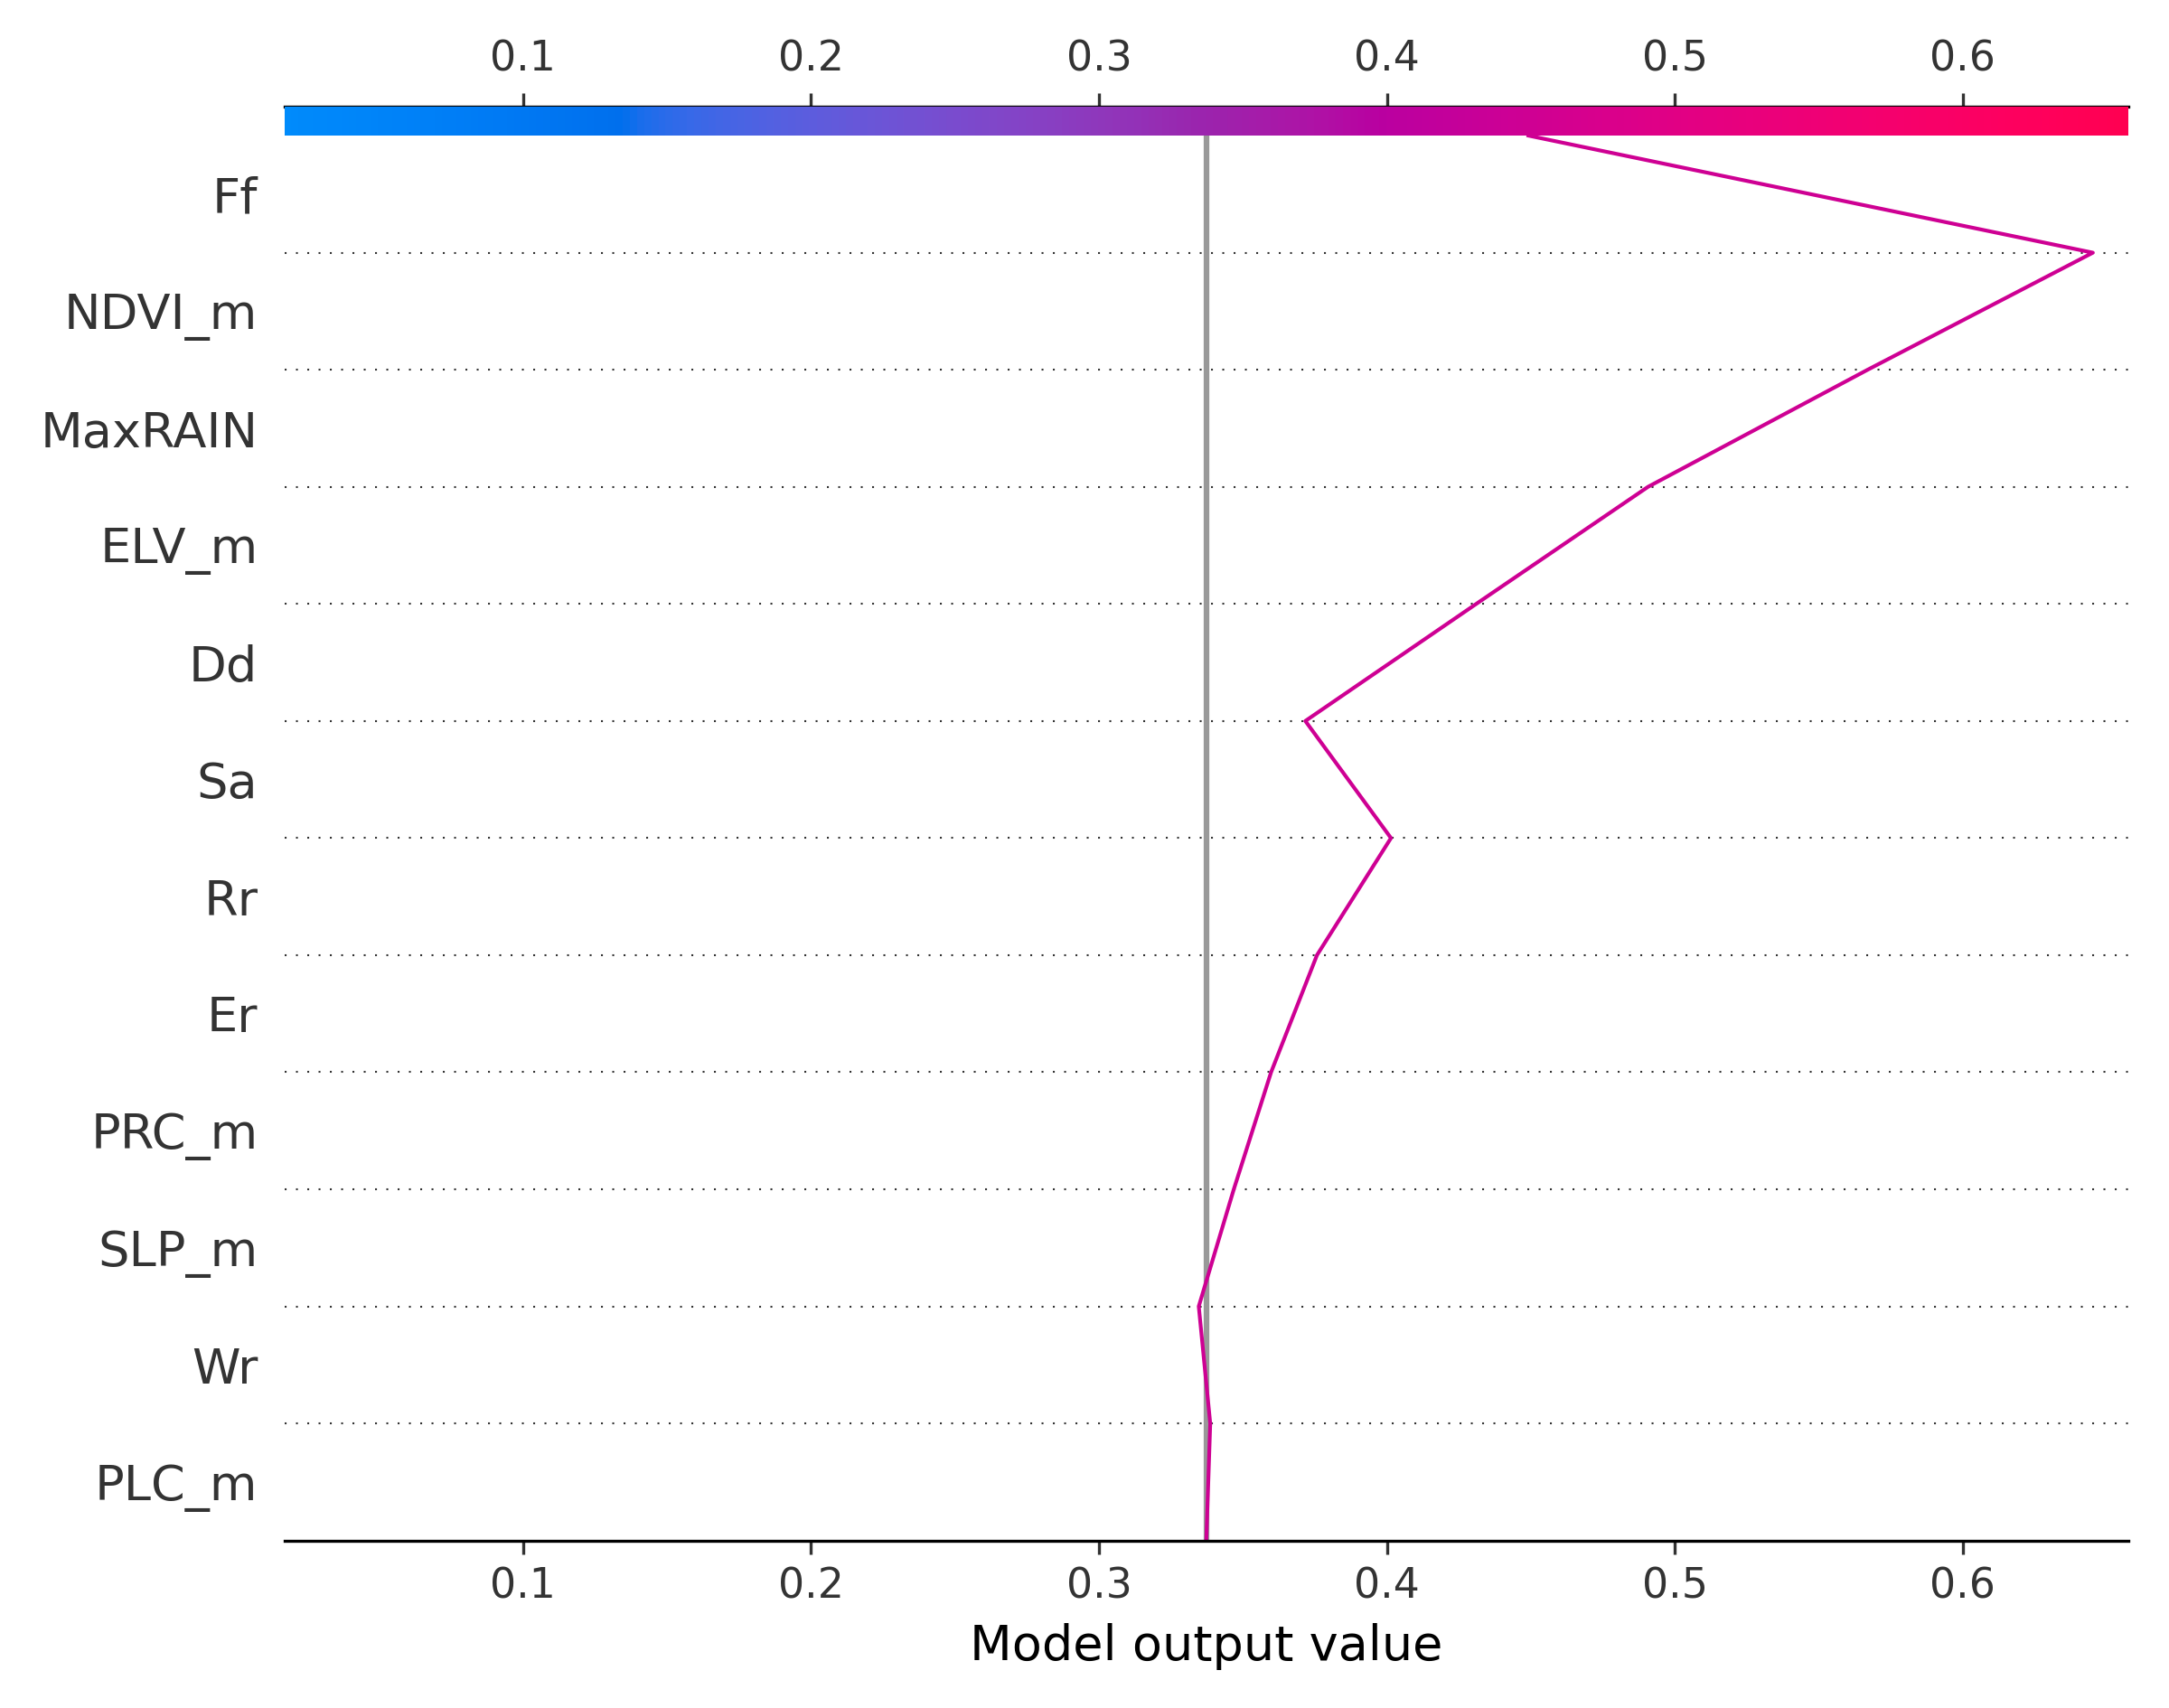 0.1 0.2 0.3 0.4 0.5 0.6
Ff
NDVI_m
MaxRAIN
ELV_m
Dd
Sa
Rr
Er
PRC_m
SLP_m
Wr
PLC_m
0.1 0.2 0.3 0.4 0.5 0.6
Model output value